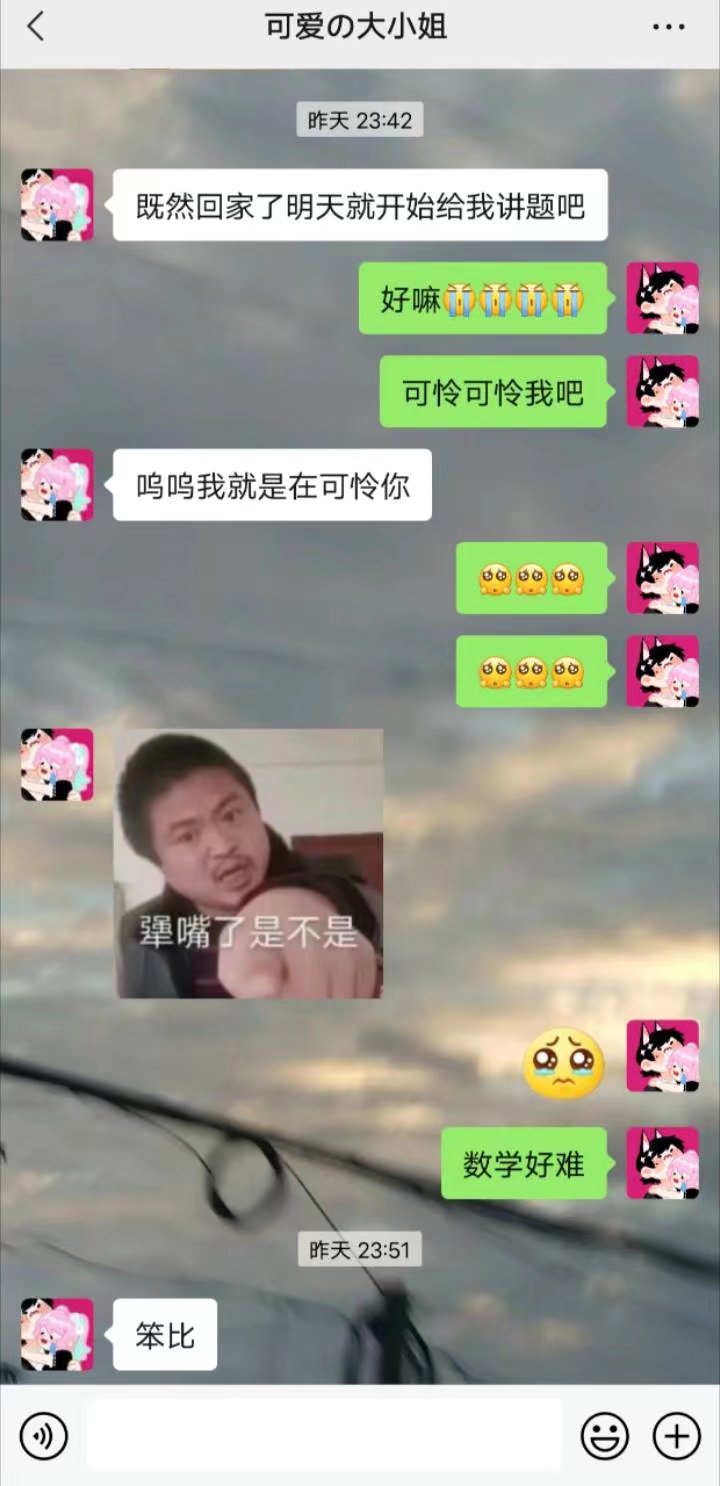 可爱の大小姐
昨天 23:42
既然回家了明天就开始给我讲题吧
好嘛😭😭😭😭
可怜可怜我吧
呜呜我就是在可怜你
🥺🥺🥺
🥺🥺🥺
犟嘴了是不是
🥺
数学好难
昨天 23:51
笨比